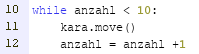 10 while anzahl < 10:
11     kara.move()
12     anzahl = anzahl +1